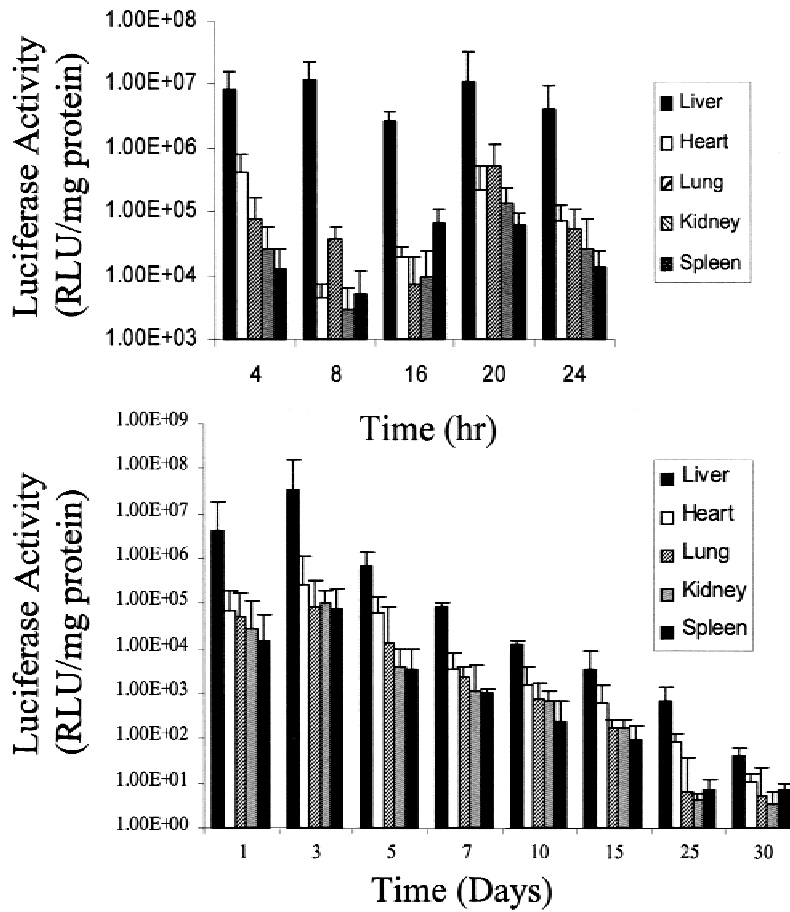 Luciferase Activity
(RLU/mg protein)
1.00E+08
1.00E+07
1.00E+06
1.00E+05
1.00E+04
1.00E+03
4 8 16 20 24
Time (hr)
Liver
Heart
Lung
Kidney
Spleen
Luciferase Activity
(RLU/mg protein)
1.00E+09
1.00E+08
1.00E+07
1.00E+06
1.00E+05
1.00E+04
1.00E+03
1.00E+02
1.00E+01
1.00E+00
1 3 5 7 10 15 25 30
Time (Days)
Liver
Heart
Lung
Kidney
Spleen